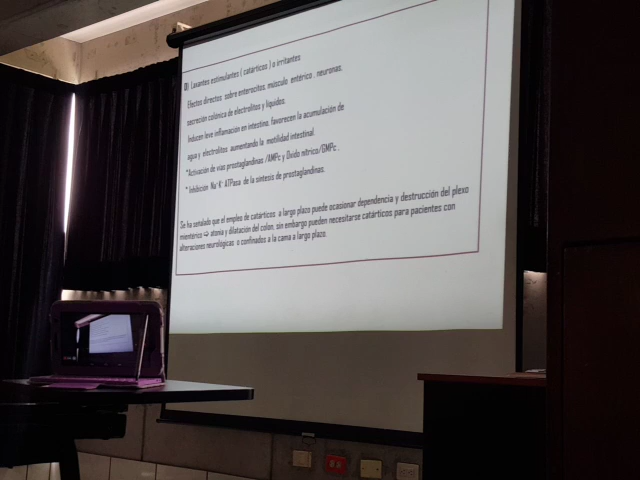 D) Laxantes estimulantes ( catárticos ) o irritantes
Efectos directos sobre enterocitos, músculo entérico , neuronas,
secreción colónica de electrolitos y líquidos.
Inducen leve inflamacion en intestino, favorecen la acumulación de
agua y electrolitos aumentando la motilidad intestinal.
*Activación de vías prostaglandinas /AMPc y Oxido nítrico/GMPc .
* Inhibición Na⁺K⁺ ATPasa de la síntesis de prostaglandinas.
Se ha señalado que el empleo de catárticos a largo plazo puede ocasionar dependencia y destrucción del plexo
mientérico ⇨ atonía y dilatación del colon, sin embargo pueden necesitarse catárticos para pacientes con
alteraciones neurológicas o confinados a la cama a largo plazo.